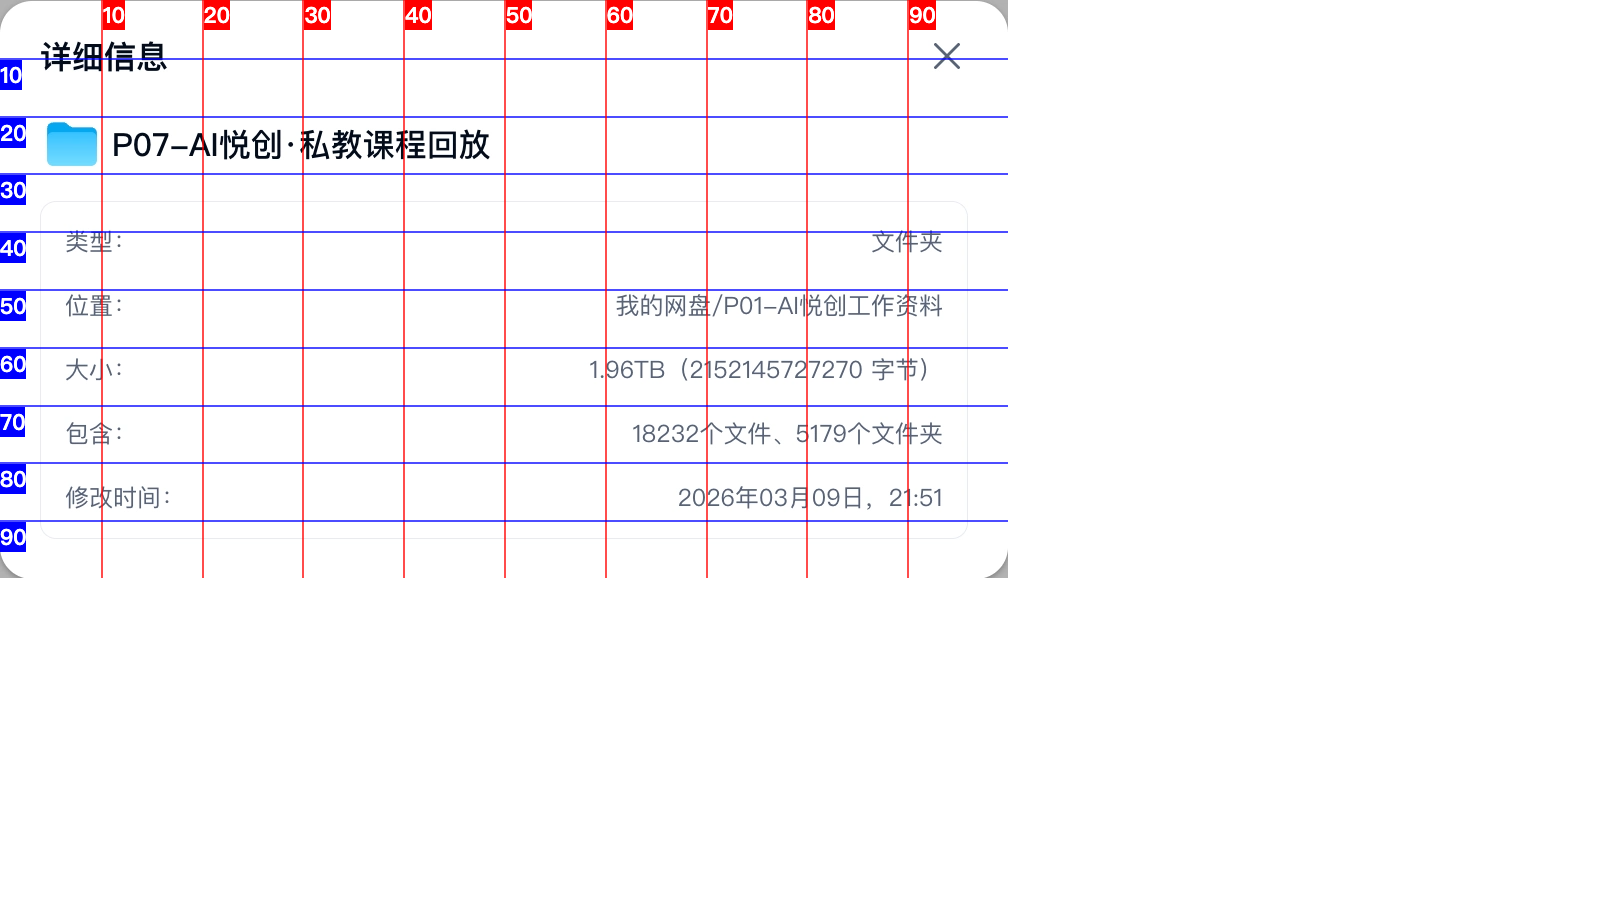 详细信息
P07-AI悦创·私教课程回放
类型：
文件夹
位置：
我的网盘/P01-AI悦创工作资料
大小：
1.96TB（2152145727270 字节）
包含：
18232个文件、5179个文件夹
修改时间：
2026年03月09日，21:51